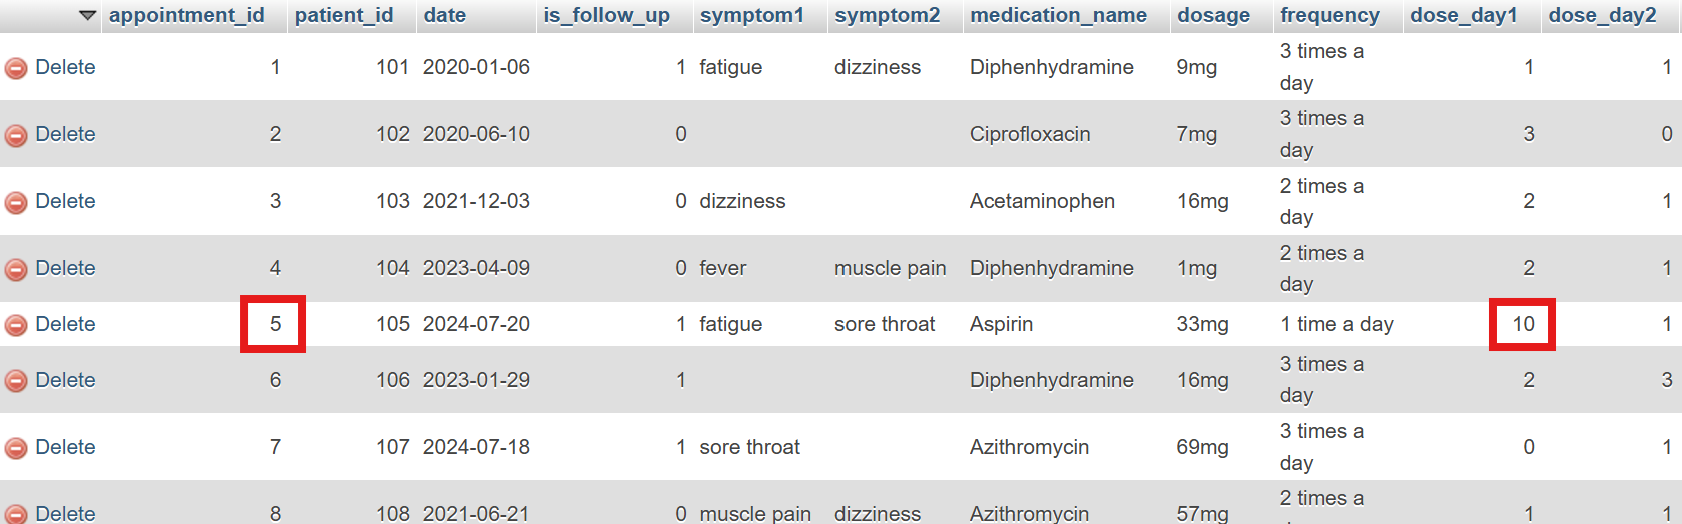 appointment_id patient_id date is_follow_up symptom1 symptom2 medication_name dosage frequency dose_day1 dose_day2
Delete 1 101 2020-01-06 1 fatigue dizziness Diphenhydramine 9mg 3 times a day 1 1
Delete 2 102 2020-06-10 0 Ciprofloxacin 7mg 3 times a day 3 0
Delete 3 103 2021-12-03 0 dizziness Acetaminophen 16mg 2 times a day 2 1
Delete 4 104 2023-04-09 0 fever muscle pain Diphenhydramine 1mg 2 times a day 2 1
Delete 5 105 2024-07-20 1 fatigue sore throat Aspirin 33mg 1 time a day 10 1
Delete 6 106 2023-01-29 1 Diphenhydramine 16mg 3 times a day 2 3
Delete 7 107 2024-07-18 1 sore throat Azithromycin 69mg 3 times a day 0 1
Delete 8 108 2021-06-21 0 muscle pain dizziness Azithromycin 57mg 2 times a 1 1